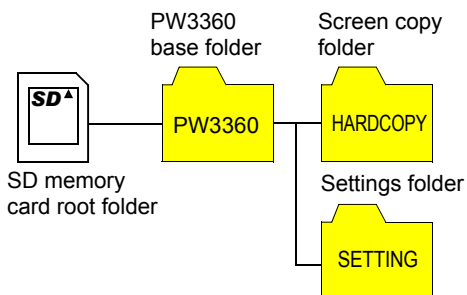 PW3360
base folder
Screen copy
folder
SD
PW3360
HARDCOPY
SD memory
card root folder
Settings folder
SETTING